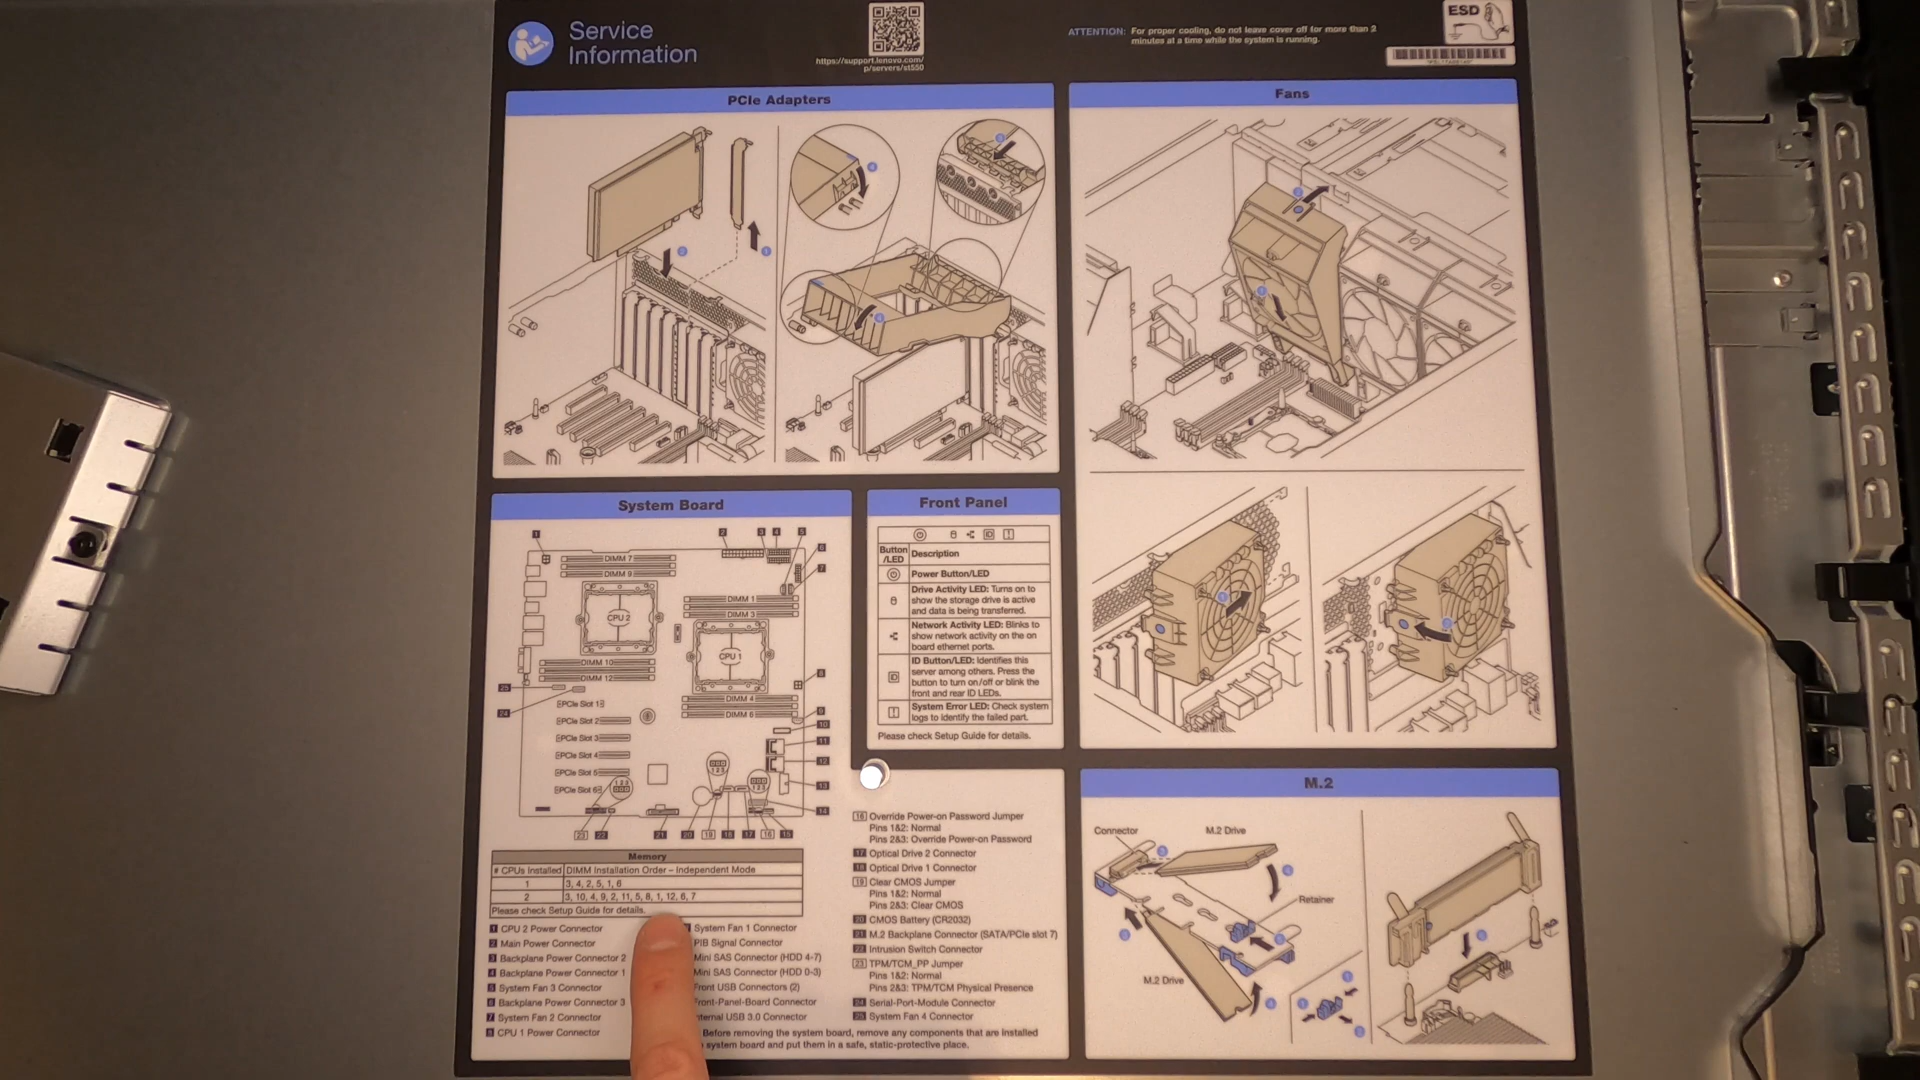 Service
Information
https://support.lenovo.com/
p/servers/st550
ATTENTION: For proper cooling, do not leave cover off for more than 2
minutes at a time while the system is running.
ESD
PCIe Adapters
Fans
System Board
DIMM 7
DIMM 9
CPU 2
DIMM 1
DIMM 3
CPU 1
DIMM 10
DIMM 12
DIMM 4
DIMM 6
PCIe Slot 1
PCIe Slot 2
PCIe Slot 3
PCIe Slot 4
PCIe Slot 5
PCIe Slot 6
Memory
# CPUs Installed DIMM Installation Order – Independent Mode
1 3, 4, 2, 5, 1, 6
2 3, 10, 4, 9, 2, 11, 5, 8, 1, 12, 6, 7
Please check Setup Guide for details.
1 CPU 2 Power Connector
2 Main Power Connector
3 Backplane Power Connector 2
4 Backplane Power Connector 1
5 System Fan 3 Connector
6 Backplane Power Connector 3
7 System Fan 2 Connector
8 CPU 1 Power Connector
System Fan 1 Connector
PIB Signal Connector
Mini SAS Connector (HDD 4-7)
Mini SAS Connector (HDD 0-3)
Front USB Connectors (2)
Front-Panel-Board Connector
Internal USB 3.0 Connector
16 Override Power-on Password Jumper
Pins 1&2: Normal
Pins 2&3: Override Power-on Password
17 Optical Drive 2 Connector
18 Optical Drive 1 Connector
19 Clear CMOS Jumper
Pins 1&2: Normal
Pins 2&3: Clear CMOS
20 CMOS Battery (CR2032)
21 M.2 Backplane Connector (SATA/PCIe slot 7)
22 Intrusion Switch Connector
23 TPM/TCM_PP Jumper
Pins 1&2: Normal
Pins 2&3: TPM/TCM Physical Presence
24 Serial-Port-Module Connector
25 System Fan 4 Connector
Before removing the system board, remove any components that are installed
system board and put them in a safe, static-protective place.
Front Panel
Button
/LED Description
Power Button/LED
Drive Activity LED: Turns on to
show the storage drive is active
and data is being transferred.
Network Activity LED: Blinks to
show network activity on the on
board ethernet ports.
ID Button/LED: Identifies this
server among others. Press the
button to turn on/off or blink the
front and rear ID LEDs.
System Error LED: Check system
logs to identify the failed part.
Please check Setup Guide for details.
M.2
Connector
M.2 Drive
Retainer
M.2 Drive